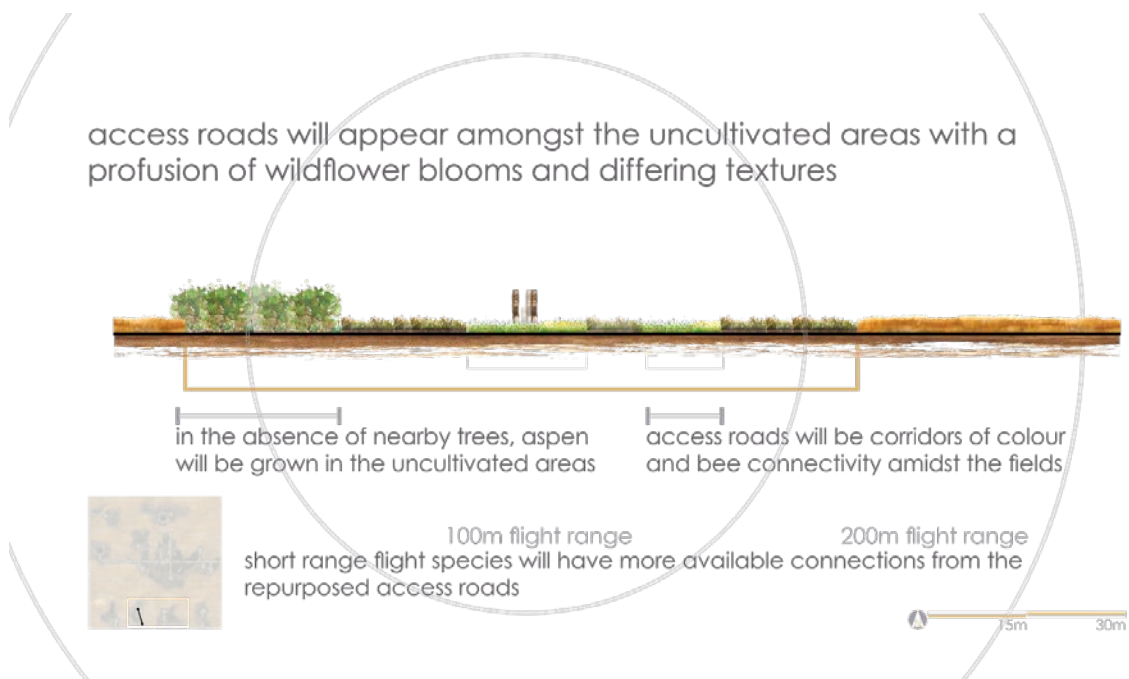 access roads will appear amongst the uncultivated areas with a
profusion of wildflower blooms and differing textures
in the absence of nearby trees, aspen
will be grown in the uncultivated areas
access roads will be corridors of colour
and bee connectivity amidst the fields
100m flight range
200m flight range
short range flight species will have more available connections from the
repurposed access roads
15m
30m